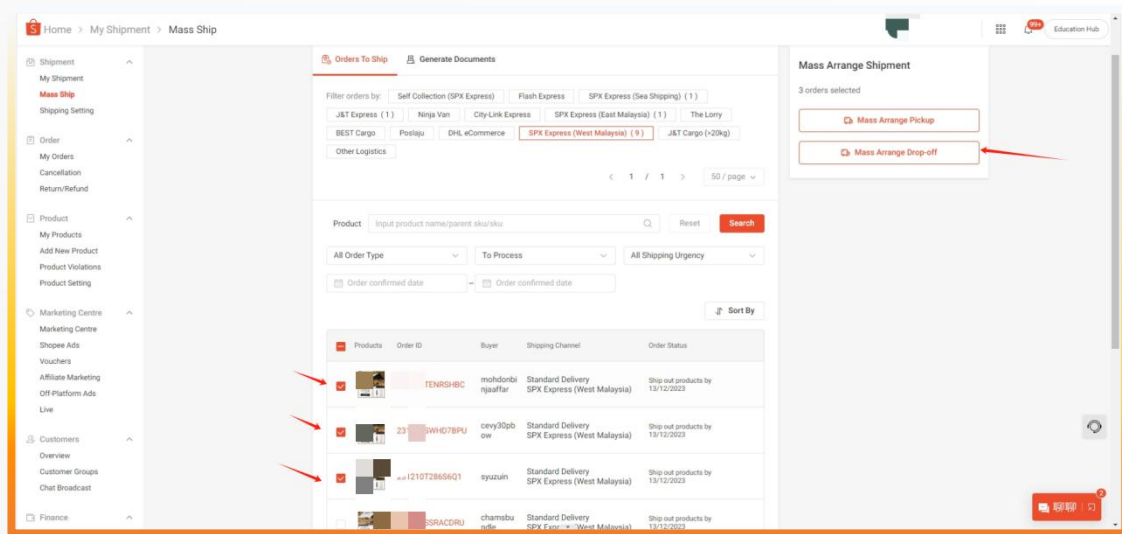 Home > My Shipment > Mass Ship
99+
Education Hub
Shipment
My Shipment
Mass Ship
Shipping Setting
Order
My Orders
Cancellation
Return/Refund
Product
My Products
Add New Product
Product Violations
Product Setting
Marketing Centre
Marketing Centre
Shopee Ads
Vouchers
Affiliate Marketing
Off-Platform Ads
Live
Customers
Overview
Customer Groups
Chat Broadcast
Finance
Orders To Ship Generate Documents
Filter orders by: Self Collection (SPX Express) Flash Express SPX Express (Sea Shipping) ( 1 )
J&T Express ( 1 ) Ninja Van City-Link Express SPX Express (East Malaysia) ( 1 ) The Lorry
BEST Cargo Poslaju DHL eCommerce SPX Express (West Malaysia) ( 9 ) J&T Cargo (>20kg)
Other Logistics
< 1 / 1 > 50 / page
Product Input product name/parent sku/sku Reset Search
All Order Type To Process All Shipping Urgency
Order confirmed date – Order confirmed date
Sort By
Products Order ID Buyer Shipping Channel Order Status
TENRSHBC mohdonbi Standard Delivery Ship out products by
njaaffar SPX Express (West Malaysia) 13/12/2023
SWHD7BPU cevy30pb Standard Delivery Ship out products by
ow SPX Express (West Malaysia) 13/12/2023
1210T286S6Q1 syuzuin Standard Delivery Ship out products by
SPX Express (West Malaysia) 13/12/2023
SSRACDRU chamsbu Standard Delivery Ship out products by
ndle West Malaysia) 13/12/2023
Mass Arrange Shipment
3 orders selected
Mass Arrange Pickup
Mass Arrange Drop-off
2
聊聊